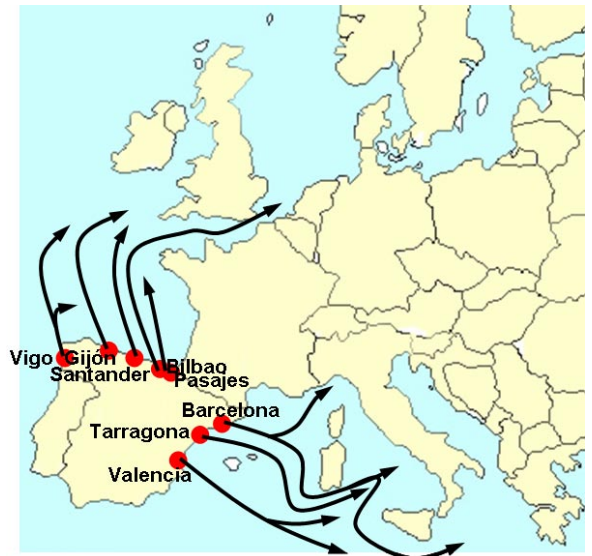 Vigo
Gijón
Santander
Bilbao
Pasajes
Barcelona
Tarragona
Valencia